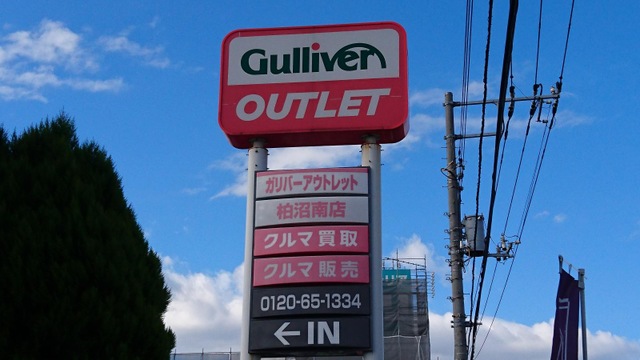 Gulliver
OUTLET
ガリバーアウトレット
柏沼南店
クルマ買取
クルマ販売
0120-65-1334
←IN